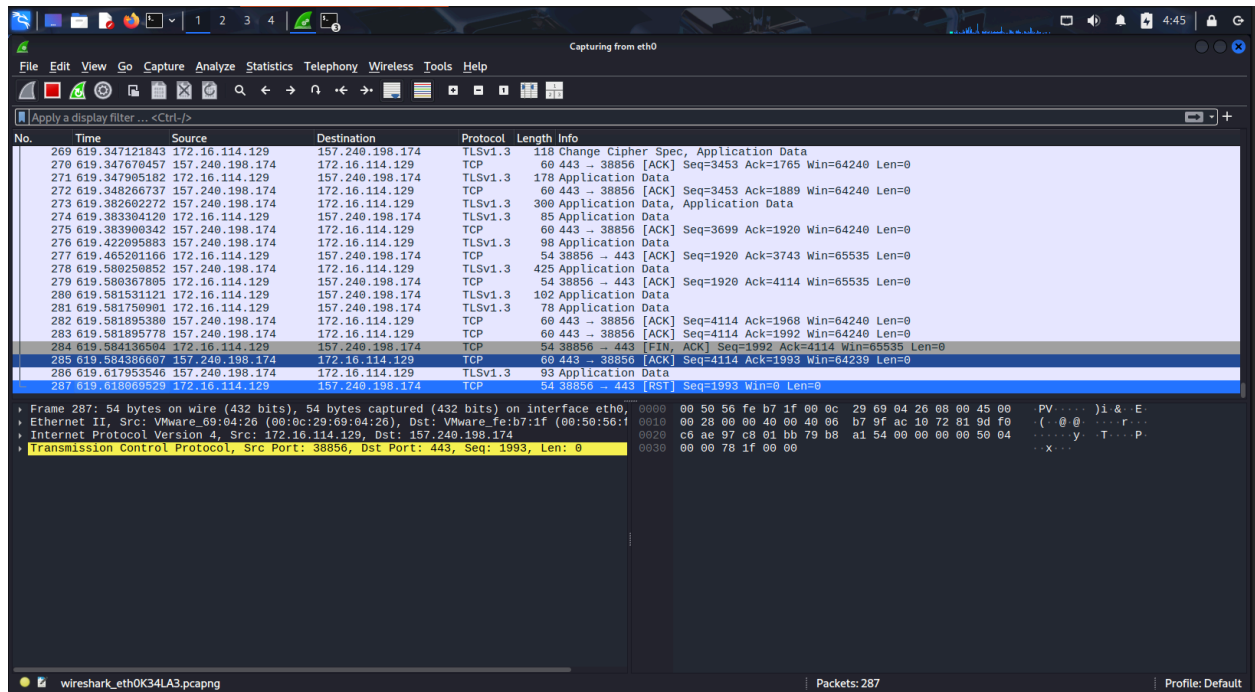 1 2 3 4 4:45
Capturing from eth0
File Edit View Go Capture Analyze Statistics Telephony Wireless Tools Help
Apply a display filter … <Ctrl-/>
No. Time Source Destination Protocol Length Info
269 619.347121843 172.16.114.129 157.240.198.174 TLSv1.3 118 Change Cipher Spec, Application Data
270 619.347670457 157.240.198.174 172.16.114.129 TCP 60 443 → 38856 [ACK] Seq=3453 Ack=1765 Win=64240 Len=0
271 619.347905182 172.16.114.129 157.240.198.174 TLSv1.3 178 Application Data
272 619.348266737 157.240.198.174 172.16.114.129 TCP 60 443 → 38856 [ACK] Seq=3453 Ack=1889 Win=64240 Len=0
273 619.382602272 157.240.198.174 172.16.114.129 TLSv1.3 300 Application Data, Application Data
274 619.383304120 172.16.114.129 157.240.198.174 TLSv1.3 85 Application Data
275 619.383900342 157.240.198.174 172.16.114.129 TCP 60 443 → 38856 [ACK] Seq=3699 Ack=1920 Win=64240 Len=0
276 619.422095883 157.240.198.174 172.16.114.129 TLSv1.3 98 Application Data
277 619.465201166 172.16.114.129 157.240.198.174 TCP 54 38856 → 443 [ACK] Seq=1920 Ack=3743 Win=65535 Len=0
278 619.580250852 157.240.198.174 172.16.114.129 TLSv1.3 425 Application Data
279 619.580367805 172.16.114.129 157.240.198.174 TCP 54 38856 → 443 [ACK] Seq=1920 Ack=4114 Win=65535 Len=0
280 619.581531121 172.16.114.129 157.240.198.174 TLSv1.3 102 Application Data
281 619.581750901 172.16.114.129 157.240.198.174 TLSv1.3 78 Application Data
282 619.581895380 157.240.198.174 172.16.114.129 TCP 60 443 → 38856 [ACK] Seq=4114 Ack=1968 Win=64240 Len=0
283 619.581895778 157.240.198.174 172.16.114.129 TCP 60 443 → 38856 [ACK] Seq=4114 Ack=1992 Win=64240 Len=0
284 619.584136504 172.16.114.129 157.240.198.174 TCP 54 38856 → 443 [FIN, ACK] Seq=1992 Ack=4114 Win=65535 Len=0
285 619.584386607 157.240.198.174 172.16.114.129 TCP 60 443 → 38856 [ACK] Seq=4114 Ack=1993 Win=64239 Len=0
286 619.617953546 157.240.198.174 172.16.114.129 TLSv1.3 93 Application Data
287 619.618069529 172.16.114.129 157.240.198.174 TCP 54 38856 → 443 [RST] Seq=1993 Win=0 Len=0
Frame 287: 54 bytes on wire (432 bits), 54 bytes captured (432 bits) on interface eth0,
Ethernet II, Src: VMware_69:04:26 (00:0c:29:69:04:26), Dst: VMware_fe:b7:1f (00:50:56:f
Internet Protocol Version 4, Src: 172.16.114.129, Dst: 157.240.198.174
Transmission Control Protocol, Src Port: 38856, Dst Port: 443, Seq: 1993, Len: 0
0000 00 50 56 fe b7 1f 00 0c 29 69 04 26 08 00 45 00 ·PV····· )i·&··E·
0010 00 28 00 00 40 00 40 06 b7 9f ac 10 72 81 9d f0 ·(··@·@· ····r···
0020 c6 ae 97 c8 01 bb 79 b8 a1 54 00 00 00 00 50 04 ······y· ·T····P·
0030 00 00 78 1f 00 00 ··x···
wireshark_eth0K34LA3.pcapng Packets: 287 Profile: Default